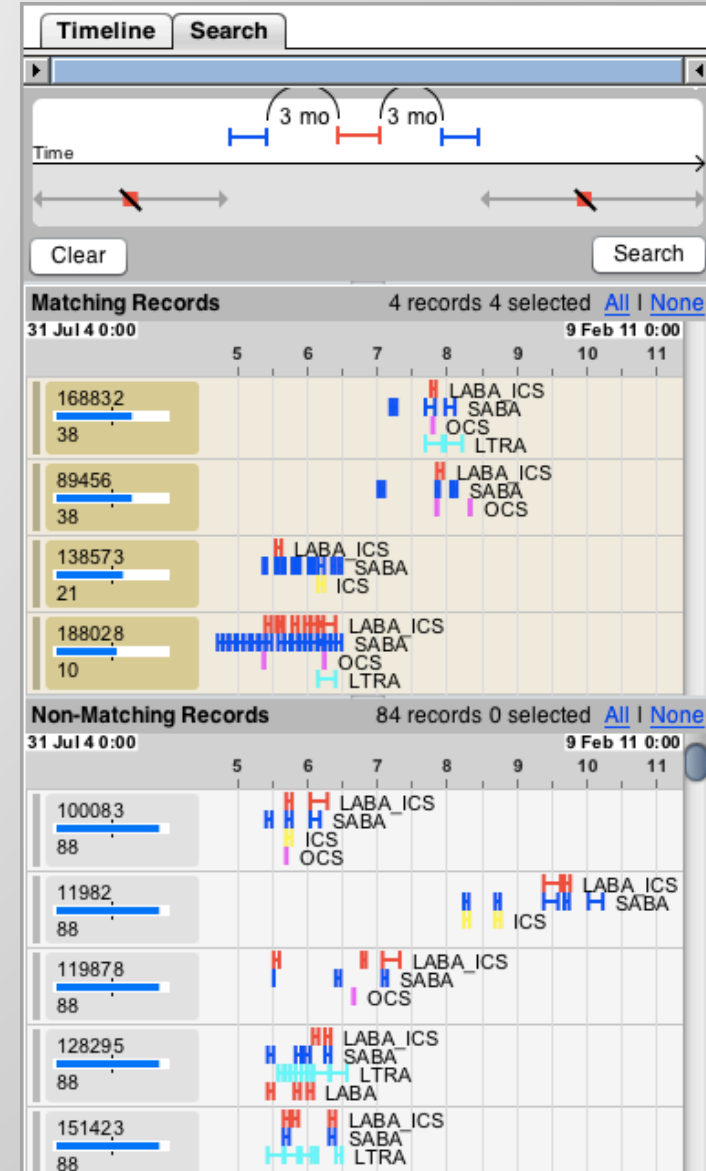 Timeline Search
3 mo 3 mo
Time
Clear Search
Matching Records 4 records 4 selected All | None
31 Jul 4 0:00 9 Feb 11 0:00
5 6 7 8 9 10 11
168832
38
LABA_ICS
SABA
OCS
LTRA
89456
38
LABA_ICS
SABA
OCS
138573
21
LABA_ICS
SABA
ICS
188028
10
LABA_ICS
SABA
OCS
LTRA
Non-Matching Records 84 records 0 selected All | None
31 Jul 4 0:00 9 Feb 11 0:00
5 6 7 8 9 10 11
100083
88
LABA_ICS
SABA
ICS
OCS
11982
88
LABA_ICS
SABA
ICS
119878
88
LABA_ICS
SABA
OCS
128295
88
LABA_ICS
SABA
LTRA
LABA
151423
88
LABA_ICS
SABA
LTRA